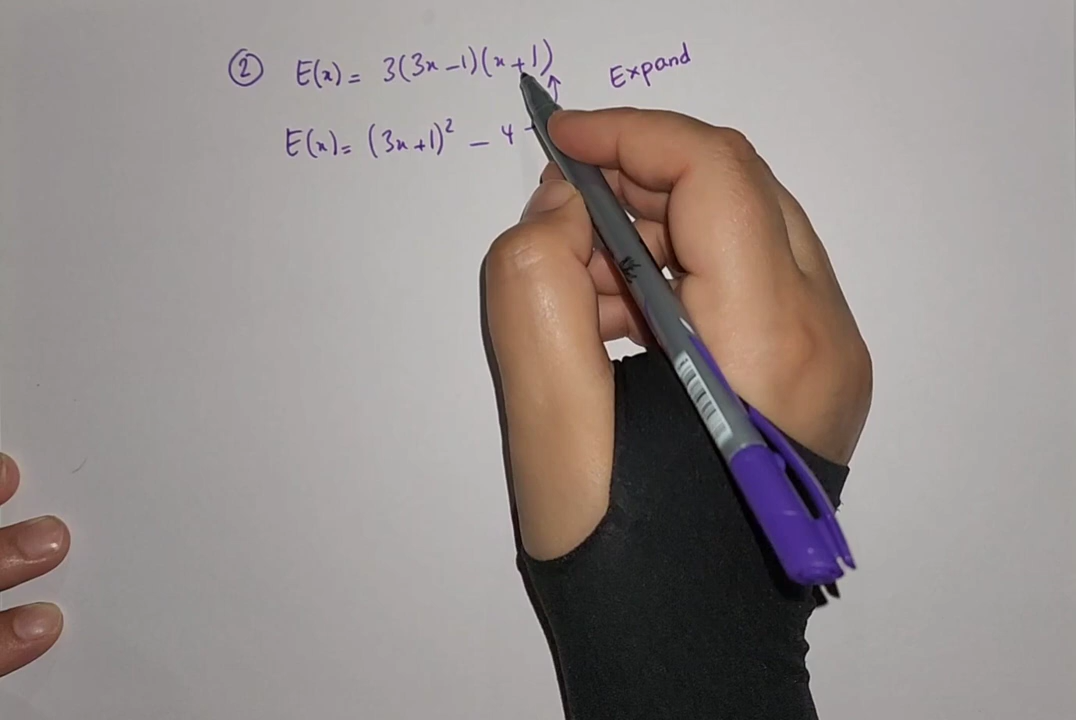 ② E(x) = 3(3x - 1)(x + 1) Expand
E(x) = (3x + 1)² - 4